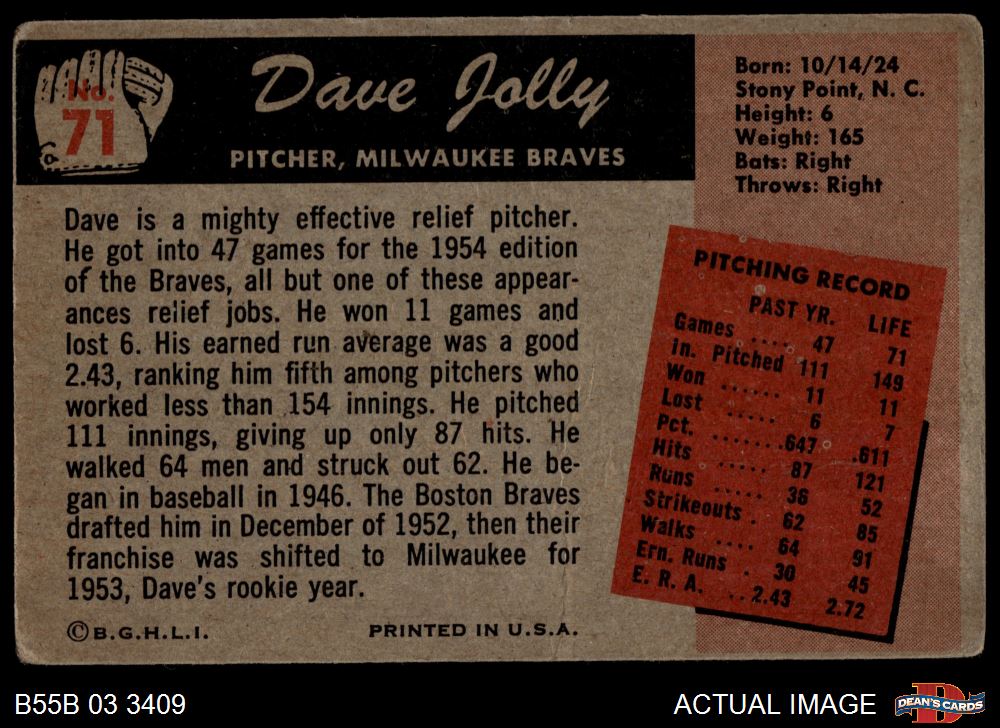 No.
71
Dave Jolly
PITCHER, MILWAUKEE BRAVES
Born: 10/14/24
Stony Point, N. C.
Height: 6
Weight: 165
Bats: Right
Throws: Right
Dave is a mighty effective relief pitcher.
He got into 47 games for the 1954 edition
of the Braves, all but one of these appear-
ances relief jobs. He won 11 games and
lost 6. His earned run average was a good
2.43, ranking him fifth among pitchers who
worked less than 154 innings. He pitched
111 innings, giving up only 87 hits. He
walked 64 men and struck out 62. He be-
gan in baseball in 1946. The Boston Braves
drafted him in December of 1952, then their
franchise was shifted to Milwaukee for
1953, Dave's rookie year.
PITCHING RECORD
PAST YR. LIFE
Games .... 47 71
In. Pitched 111 149
Won ...... 11 11
Lost ..... 6 7
Pct. .......647 .611
Hits ..... 87 121
Runs ..... 36 52
Strikeouts . 62 85
Walks .... 64 91
Ern. Runs . 30 45
E. R. A. ..2.43 2.72
©B.G.H.L.I. PRINTED IN U.S.A.
B55B 03 3409
ACTUAL IMAGE
DEAN'S CARDS